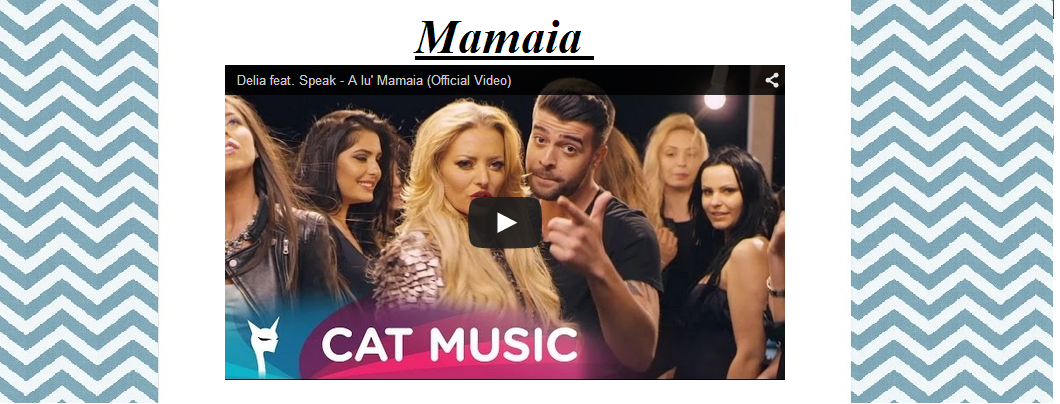 Mamaia
Delia feat. Speak - A lu' Mamaia (Official Video)
CAT MUSIC